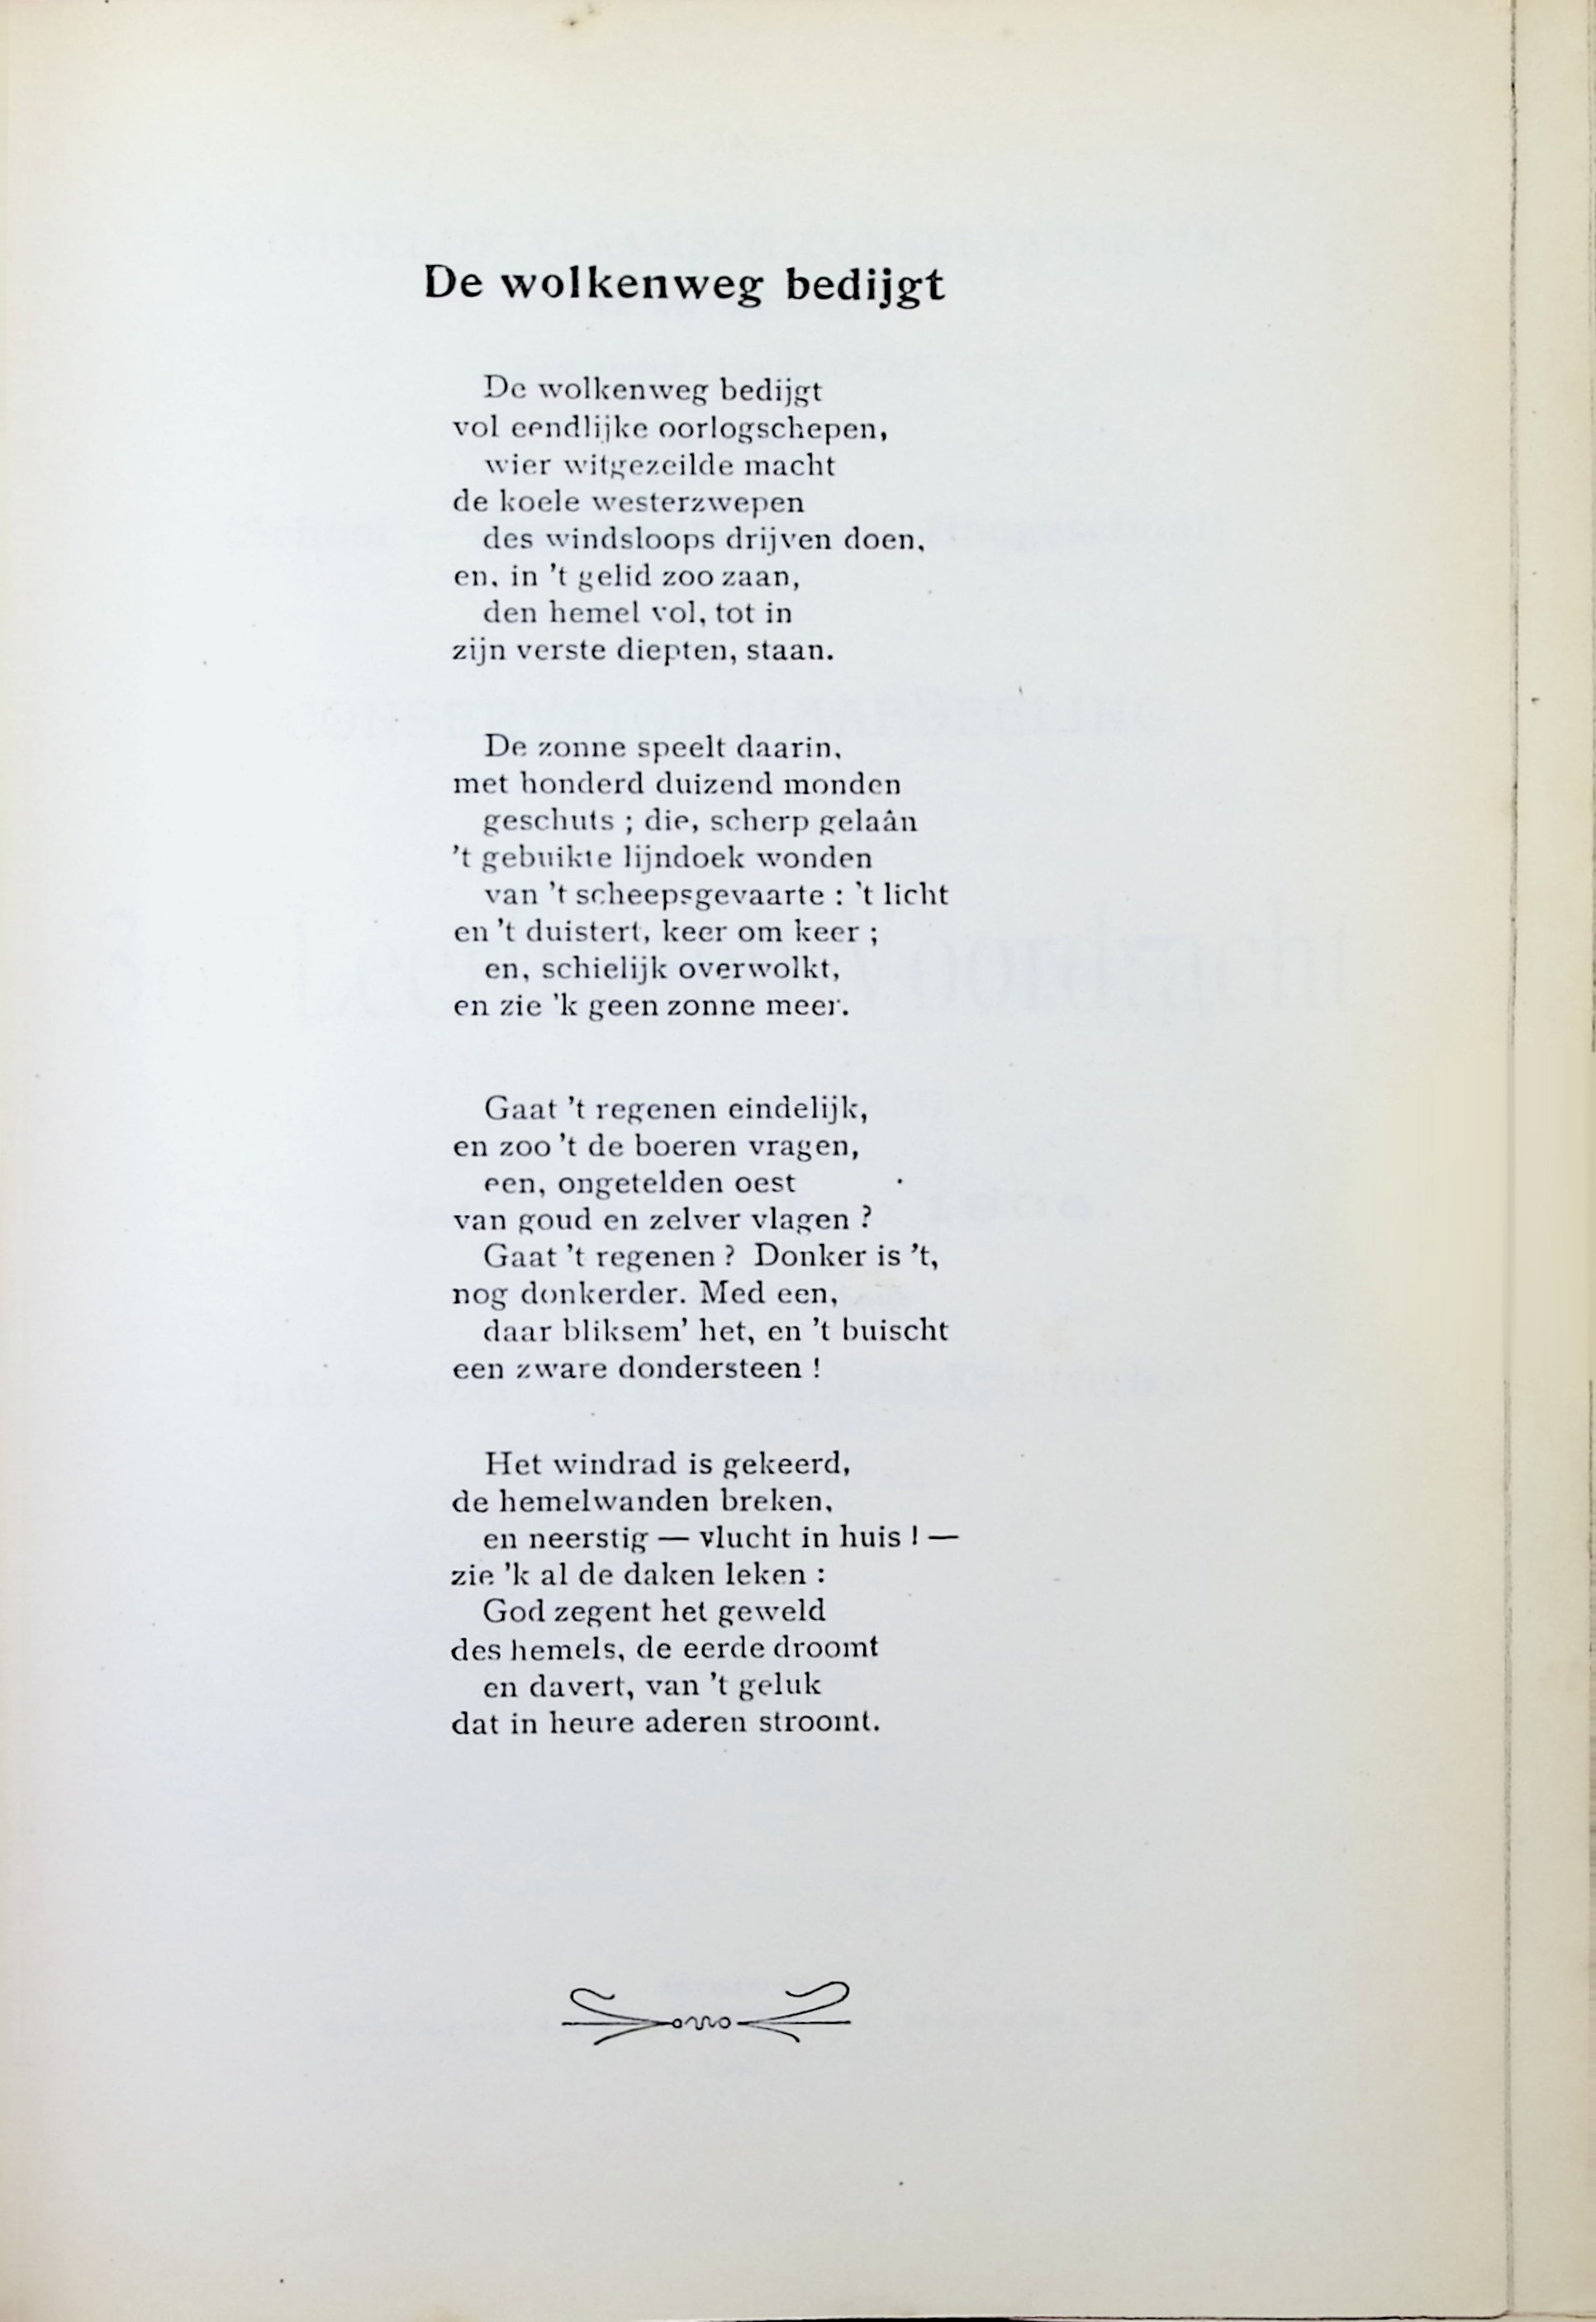 De wolkenweg bedijgt
De wolkenweg bedijgt
vol eendlijke oorlogschepen,
wier witgezeilde macht
de koele westerzwepen
des windsloops drijven doen,
en, in 't gelid zoo zaan,
den hemel vol, tot in
zijn verste diepten, staan.
De zonne speelt daarin,
met honderd duizend monden
geschuts ; die, scherp gelaân
't gebuikte lijndoek wonden
van 't scheepsgevaarte : 't licht
en 't duistert, keer om keer ;
en, schielijk overwolkt,
en zie 'k geen zonne meer.
Gaat 't regenen eindelijk,
en zoo 't de boeren vragen,
een, ongetelden oest
van goud en zelver vlagen ?
Gaat 't regenen ? Donker is 't,
nog donkerder. Med een,
daar bliksem' het, en 't buischt
een zware dondersteen !
Het windrad is gekeerd,
de hemelwanden breken,
en neerstig — vlucht in huis ! —
zie 'k al de daken leken :
God zegent het geweld
des hemels, de eerde droomt
en davert, van 't geluk
dat in heure aderen stroomt.